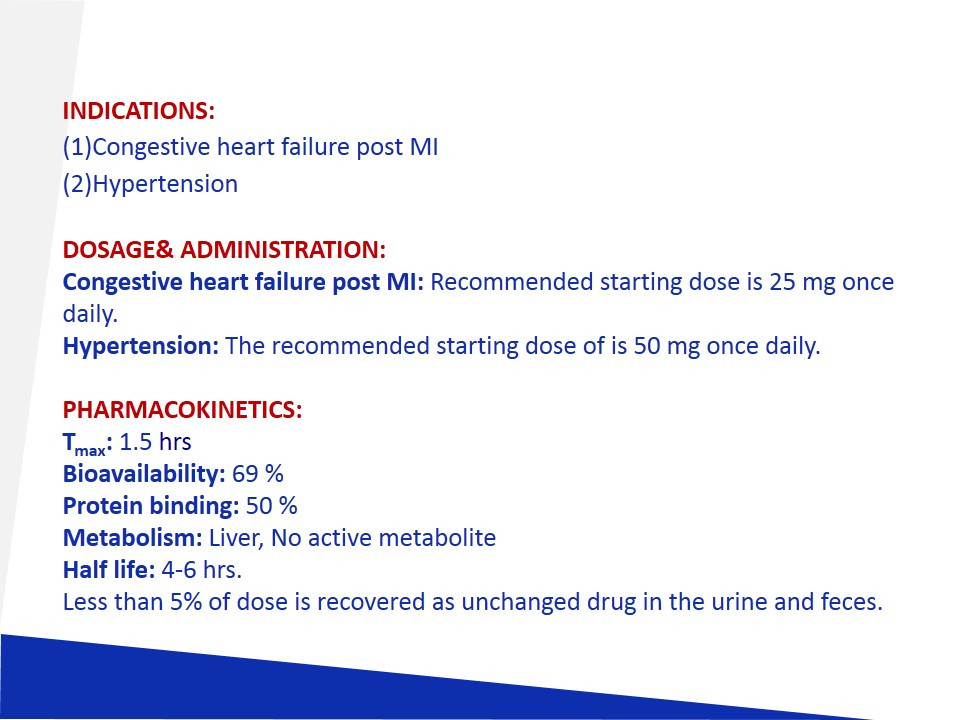 INDICATIONS:
(1)Congestive heart failure post MI
(2)Hypertension
DOSAGE& ADMINISTRATION:
Congestive heart failure post MI: Recommended starting dose is 25 mg once
daily.
Hypertension: The recommended starting dose of is 50 mg once daily.
PHARMACOKINETICS:
Tmax: 1.5 hrs
Bioavailability: 69 %
Protein binding: 50 %
Metabolism: Liver, No active metabolite
Half life: 4-6 hrs.
Less than 5% of dose is recovered as unchanged drug in the urine and feces.